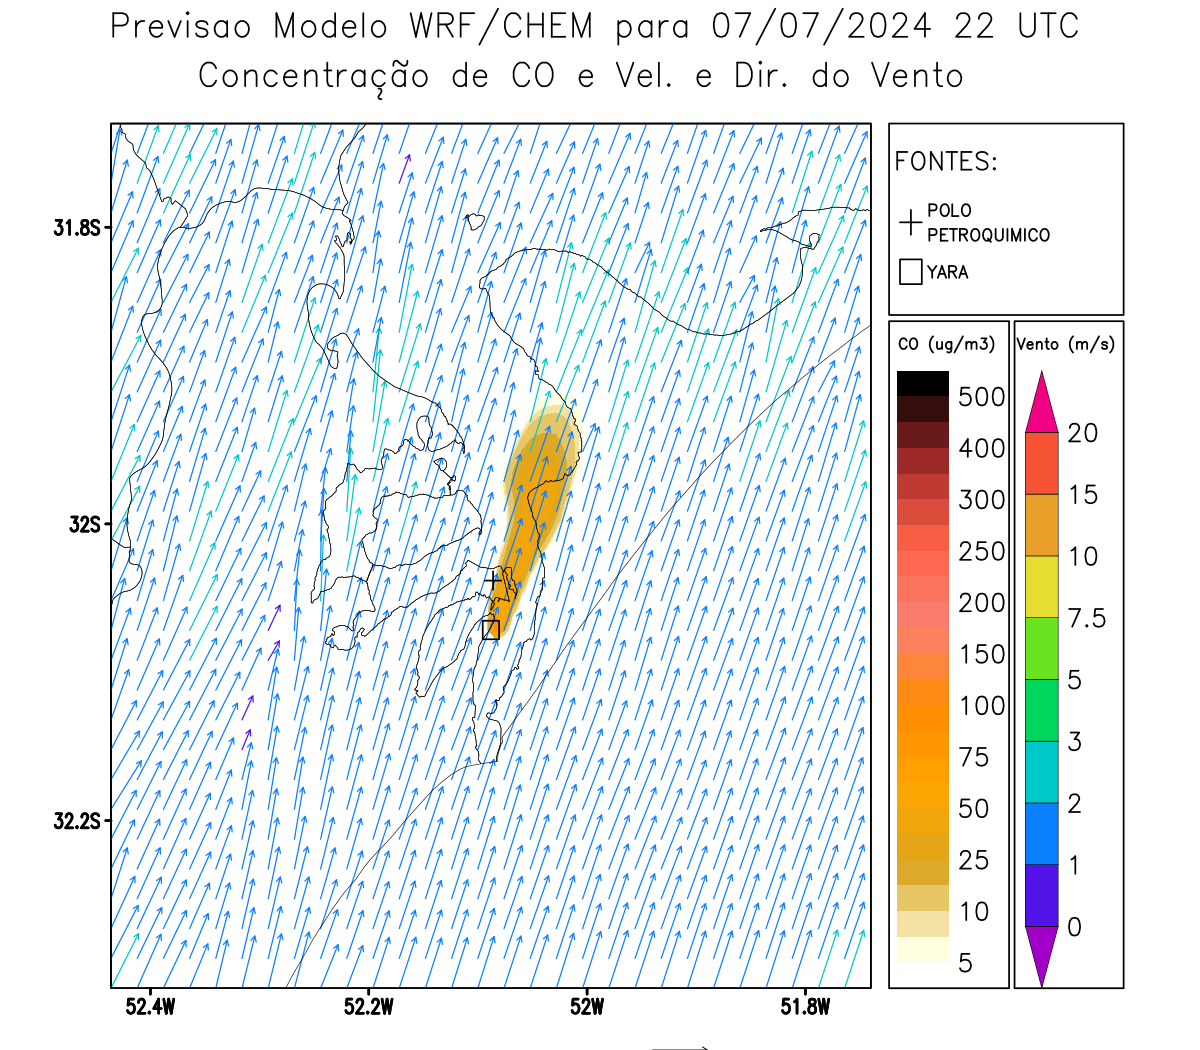 Previsao Modelo WRF/CHEM para 07/07/2024 22 UTC
Concentração de CO e Vel. e Dir. do Vento
FONTES:
POLO
PETROQUIMICO
YARA
CO (ug/m3)
500
400
300
250
200
150
100
75
50
25
10
5
Vento (m/s)
20
15
10
7.5
5
3
2
1
0
31.8S
32S
32.2S
52.4W
52.2W
52W
51.8W